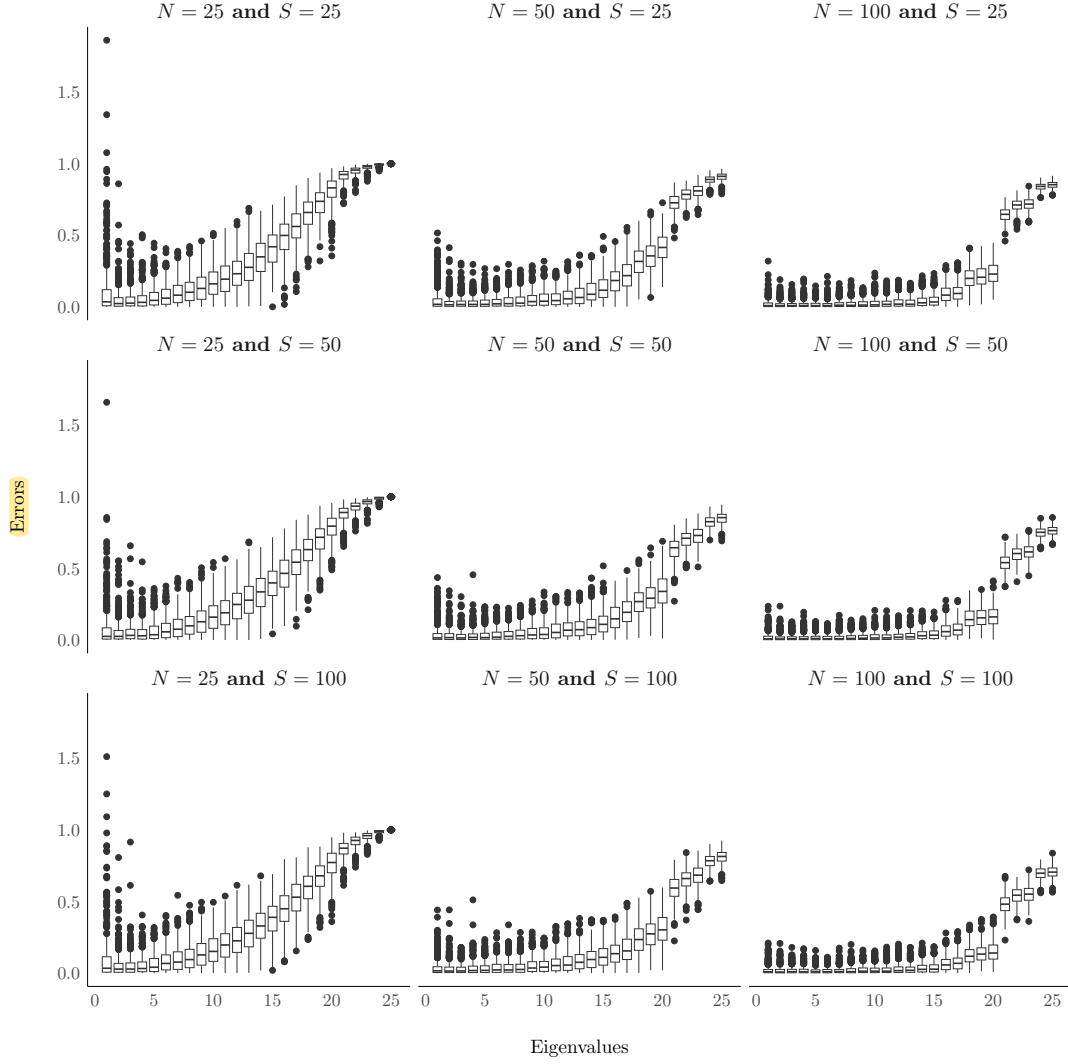 N = 25 and S = 25
N = 50 and S = 25
N = 100 and S = 25
1.5
1.0
0.5
0.0
N = 25 and S = 50
N = 50 and S = 50
N = 100 and S = 50
1.5
1.0
0.5
0.0
Errors
N = 25 and S = 100
N = 50 and S = 100
N = 100 and S = 100
1.5
1.0
0.5
0.0
0 5 10 15 20 25
0 5 10 15 20 25
0 5 10 15 20 25
Eigenvalues